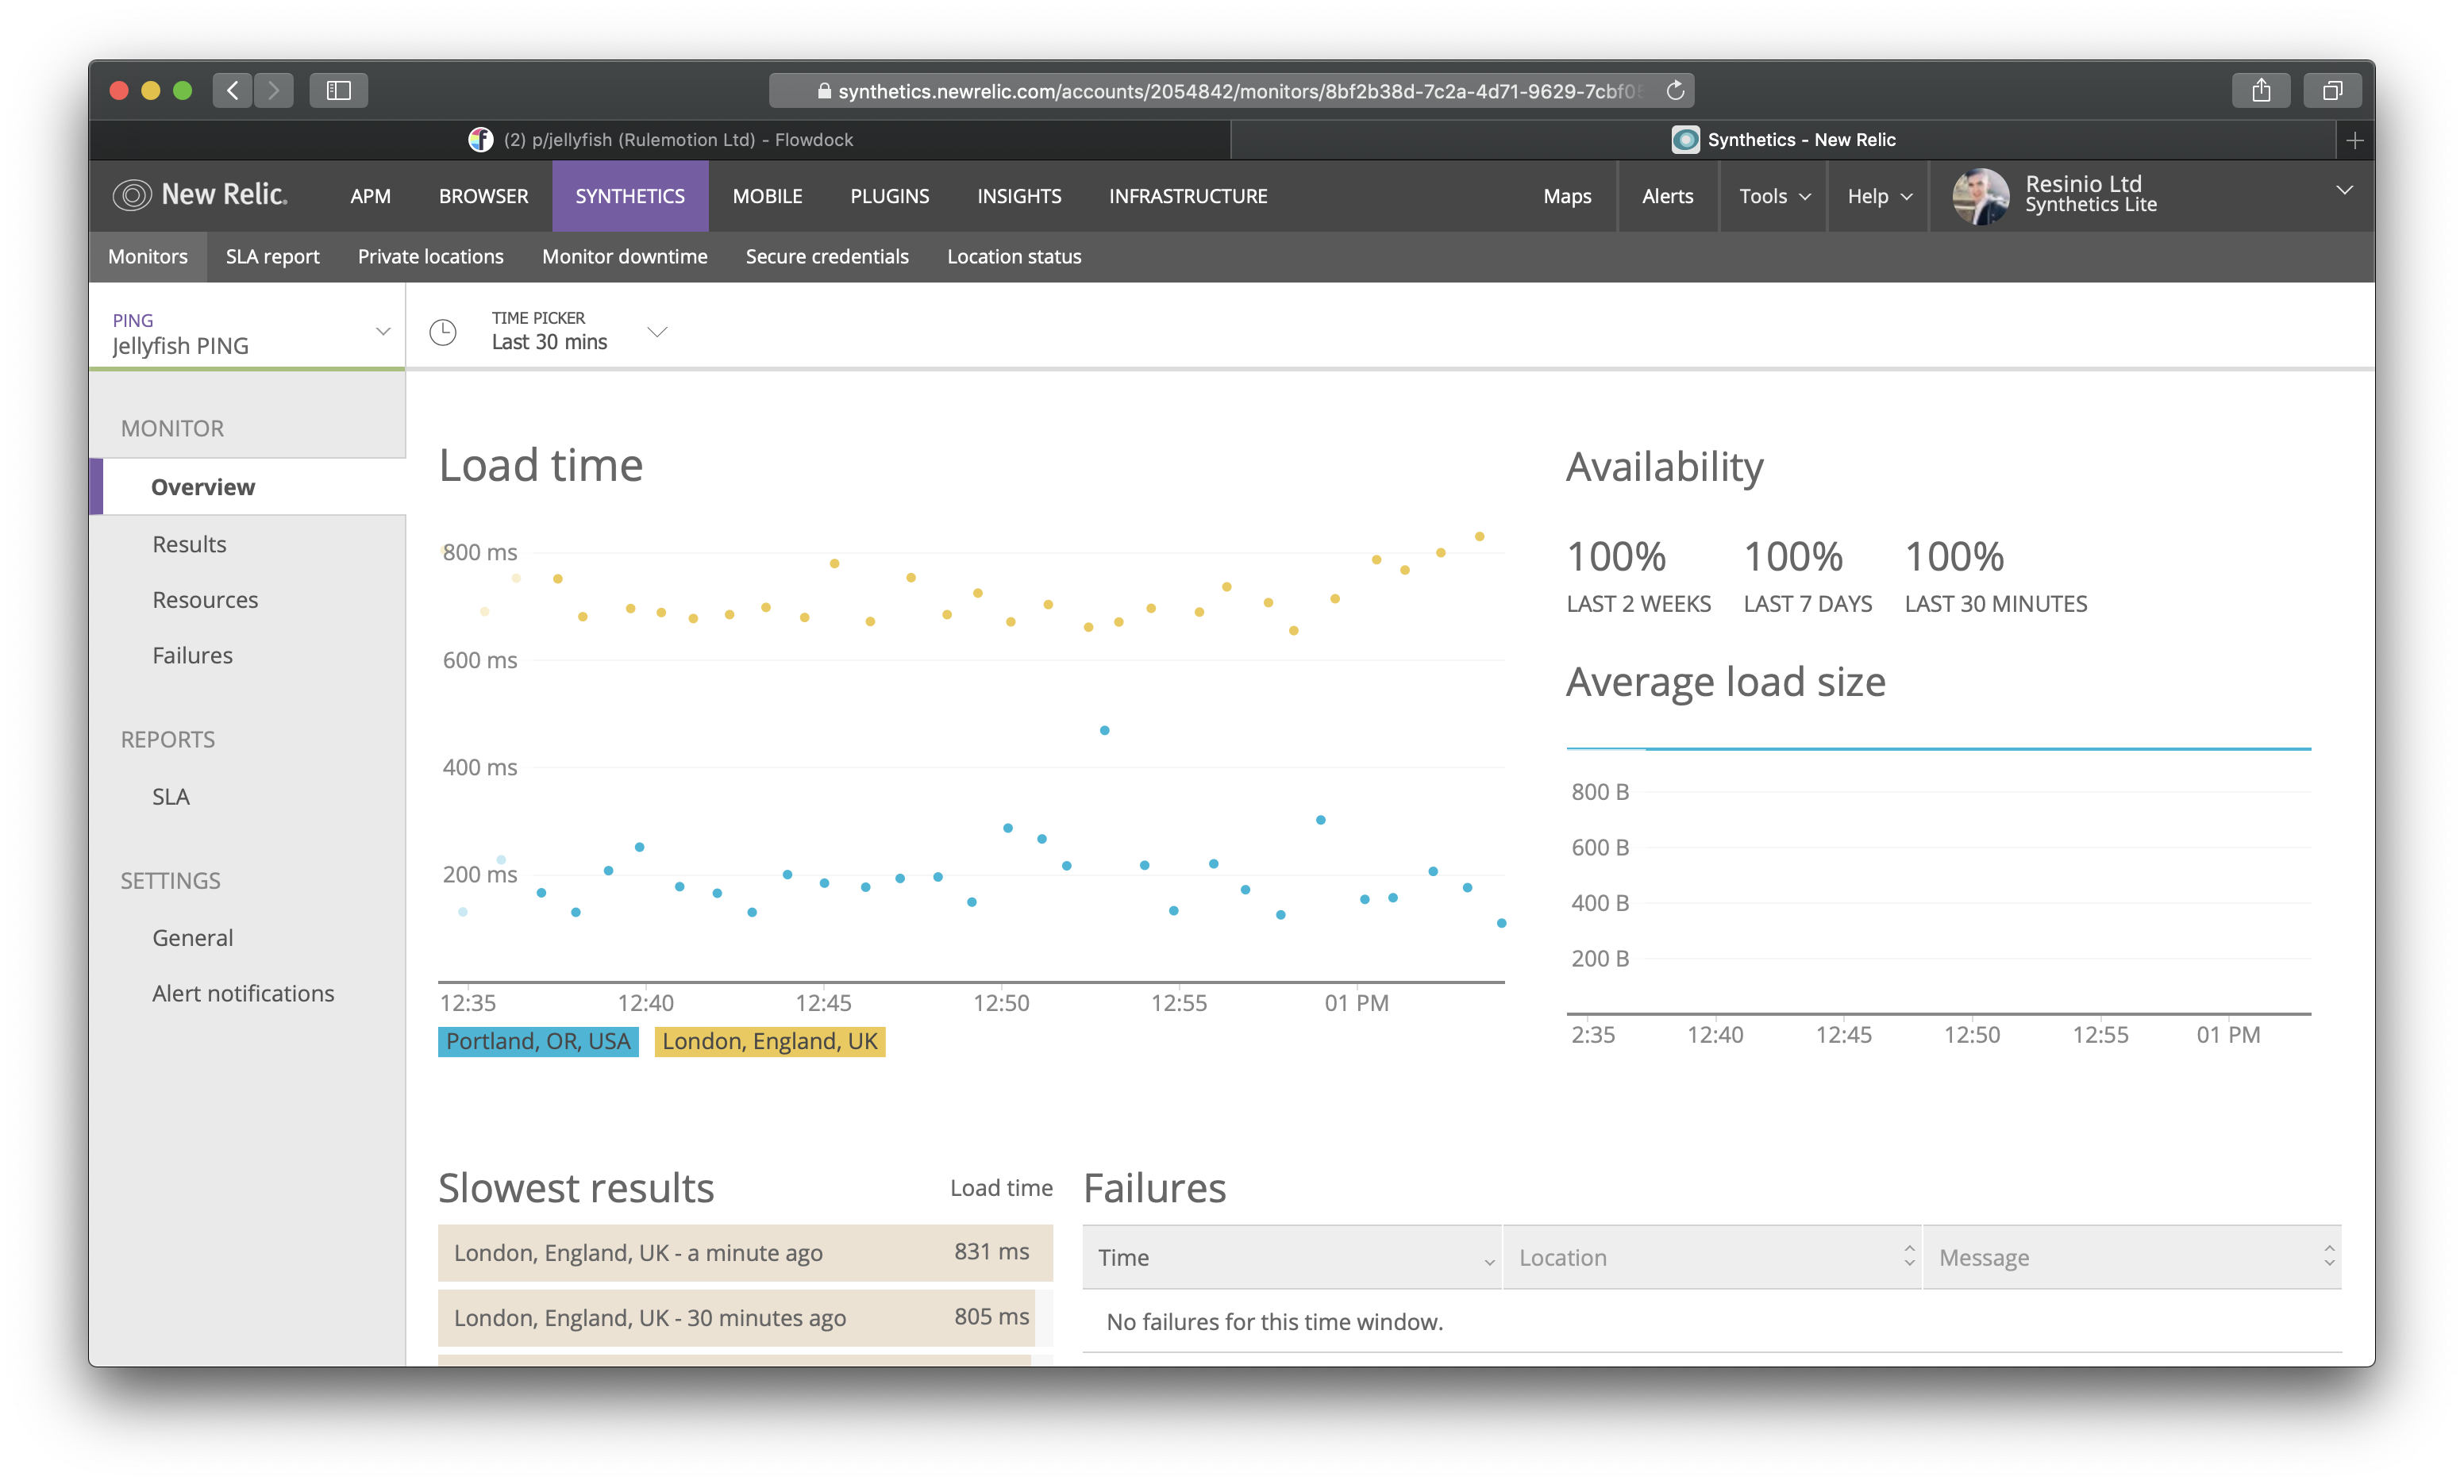 synthetics.newrelic.com/accounts/2054842/monitors/8bf2b38d-7c2a-4d71-9629-7cbf05
(2) p/jellyfish (Rulemotion Ltd) - Flowdock
Synthetics - New Relic
New Relic.
APM BROWSER SYNTHETICS MOBILE PLUGINS INSIGHTS INFRASTRUCTURE
Maps Alerts Tools Help
Resinio Ltd
Synthetics Lite
Monitors SLA report Private locations Monitor downtime Secure credentials Location status
PING
Jellyfish PING
TIME PICKER
Last 30 mins
MONITOR
Overview
Results
Resources
Failures
REPORTS
SLA
SETTINGS
General
Alert notifications
Load time
800 ms
600 ms
400 ms
200 ms
12:35 12:40 12:45 12:50 12:55 01 PM
Portland, OR, USA London, England, UK
Availability
100% 100% 100%
LAST 2 WEEKS LAST 7 DAYS LAST 30 MINUTES
Average load size
800 B
600 B
400 B
200 B
2:35 12:40 12:45 12:50 12:55 01 PM
Slowest results Load time
London, England, UK - a minute ago 831 ms
London, England, UK - 30 minutes ago 805 ms
Failures
Time Location Message
No failures for this time window.